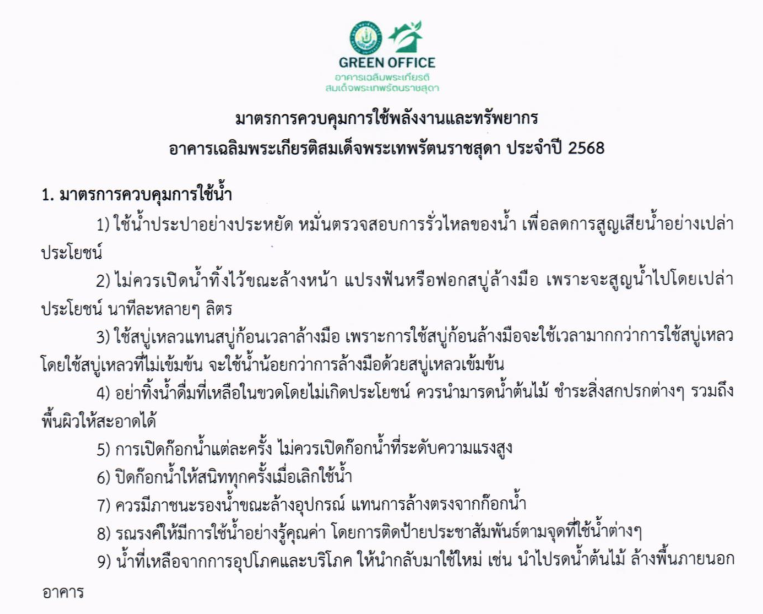 GREEN OFFICE
อาคารเฉลิมพระเกียรติ
สมเด็จพระเทพรัตนราชสุดา
มาตรการควบคุมการใช้พลังงานและทรัพยากร
อาคารเฉลิมพระเกียรติสมเด็จพระเทพรัตนราชสุดา ประจำปี 2568
1. มาตรการควบคุมการใช้น้ำ
1) ใช้น้ำประปาอย่างประหยัด หมั่นตรวจสอบการรั่วไหลของน้ำ เพื่อลดการสูญเสียน้ำอย่างเปล่า
ประโยชน์
2) ไม่ควรเปิดน้ำทิ้งไว้ขณะล้างหน้า แปรงฟันหรือฟอกสบู่ล้างมือ เพราะจะสูญน้ำไปโดยเปล่า
ประโยชน์ นาทีละหลายๆ ลิตร
3) ใช้สบู่เหลวแทนสบู่ก้อนเวลาล้างมือ เพราะการใช้สบู่ก้อนล้างมือจะใช้เวลามากกว่าการใช้สบู่เหลว
โดยใช้สบู่เหลวที่ไม่เข้มข้น จะใช้น้ำน้อยกว่าการล้างมือด้วยสบู่เหลวเข้มข้น
4) อย่าทิ้งน้ำดื่มที่เหลือในขวดโดยไม่เกิดประโยชน์ ควรนำมารดน้ำต้นไม้ ชำระสิ่งสกปรกต่างๆ รวมถึง
พื้นผิวให้สะอาดได้
5) การเปิดก๊อกน้ำแต่ละครั้ง ไม่ควรเปิดก๊อกน้ำที่ระดับความแรงสูง
6) ปิดก๊อกน้ำให้สนิททุกครั้งเมื่อเลิกใช้น้ำ
7) ควรมีภาชนะรองน้ำขณะล้างอุปกรณ์ แทนการล้างตรงจากก๊อกน้ำ
8) รณรงค์ให้มีการใช้น้ำอย่างรู้คุณค่า โดยการติดป้ายประชาสัมพันธ์ตามจุดที่ใช้น้ำต่างๆ
9) น้ำที่เหลือจากการอุปโภคและบริโภค ให้นำกลับมาใช้ใหม่ เช่น นำไปรดน้ำต้นไม้ ล้างพื้นภายนอก
อาคาร